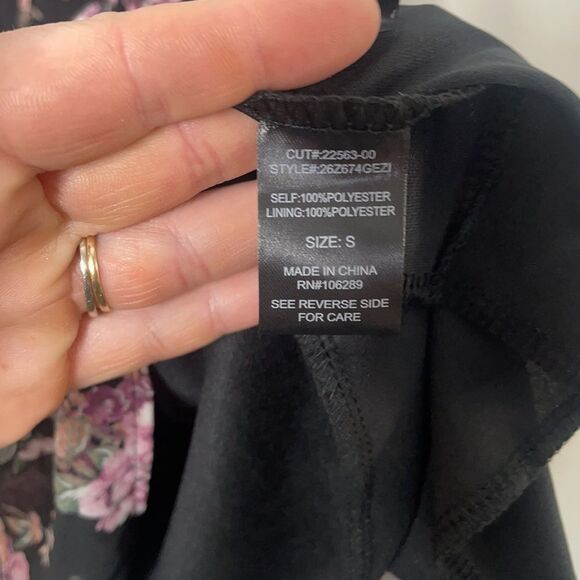 CUT#:22563-00
STYLE#:26Z674GEZI
SELF:100%POLYESTER
LINING:100%POLYESTER
SIZE: S
MADE IN CHINA
RN#106289
SEE REVERSE SIDE
FOR CARE